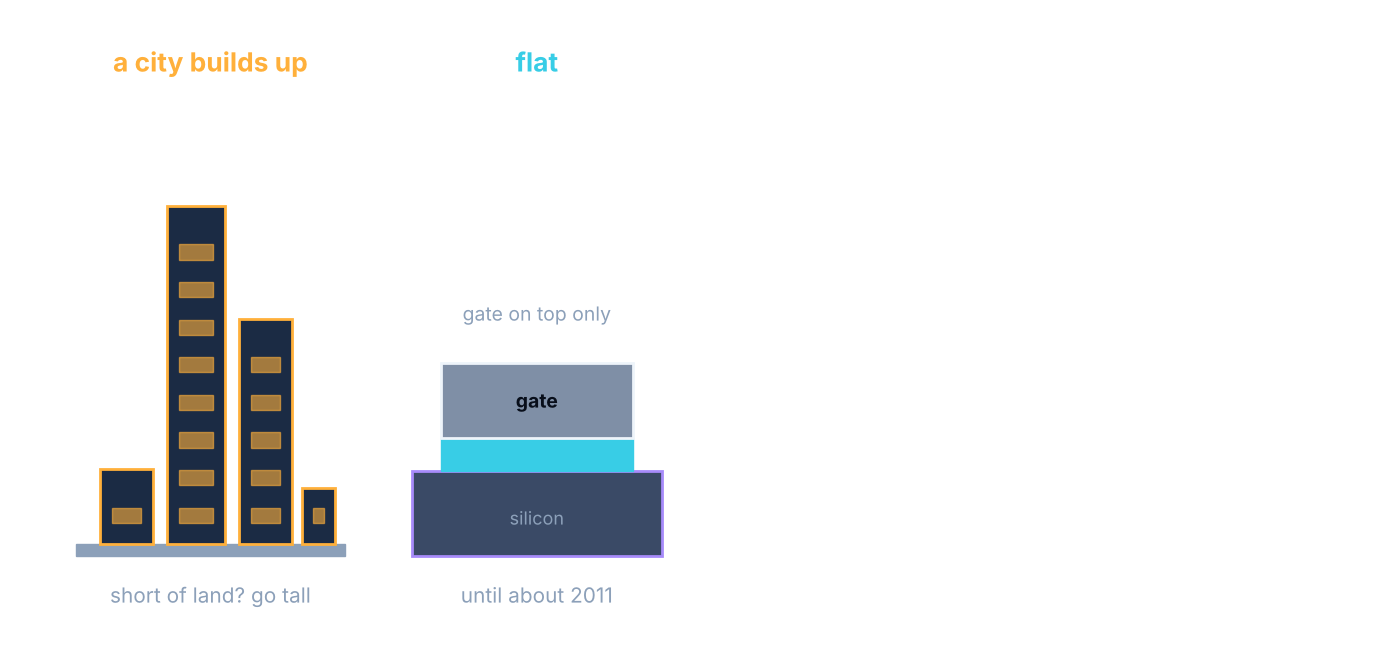 a city builds up
flat
gate on top only
gate
silicon
short of land? go tall
until about 2011